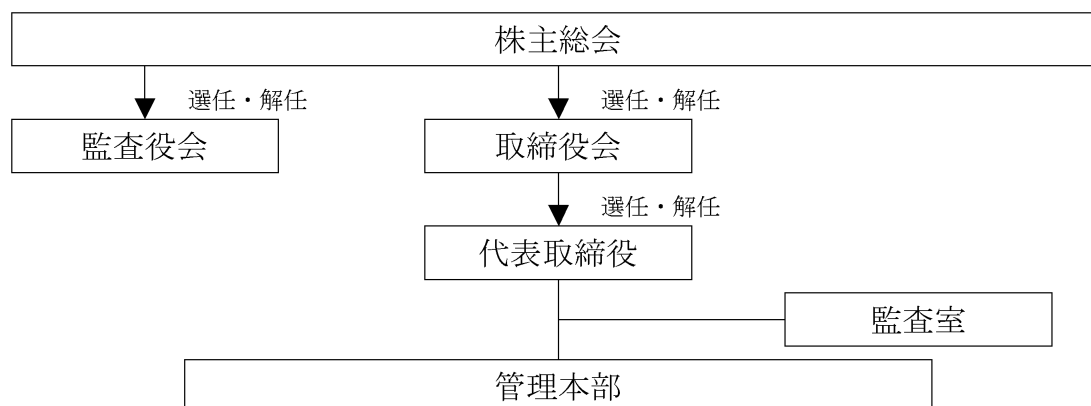 株主総会
選任・解任
選任・解任
監査役会
取締役会
選任・解任
代表取締役
監査室
管理本部